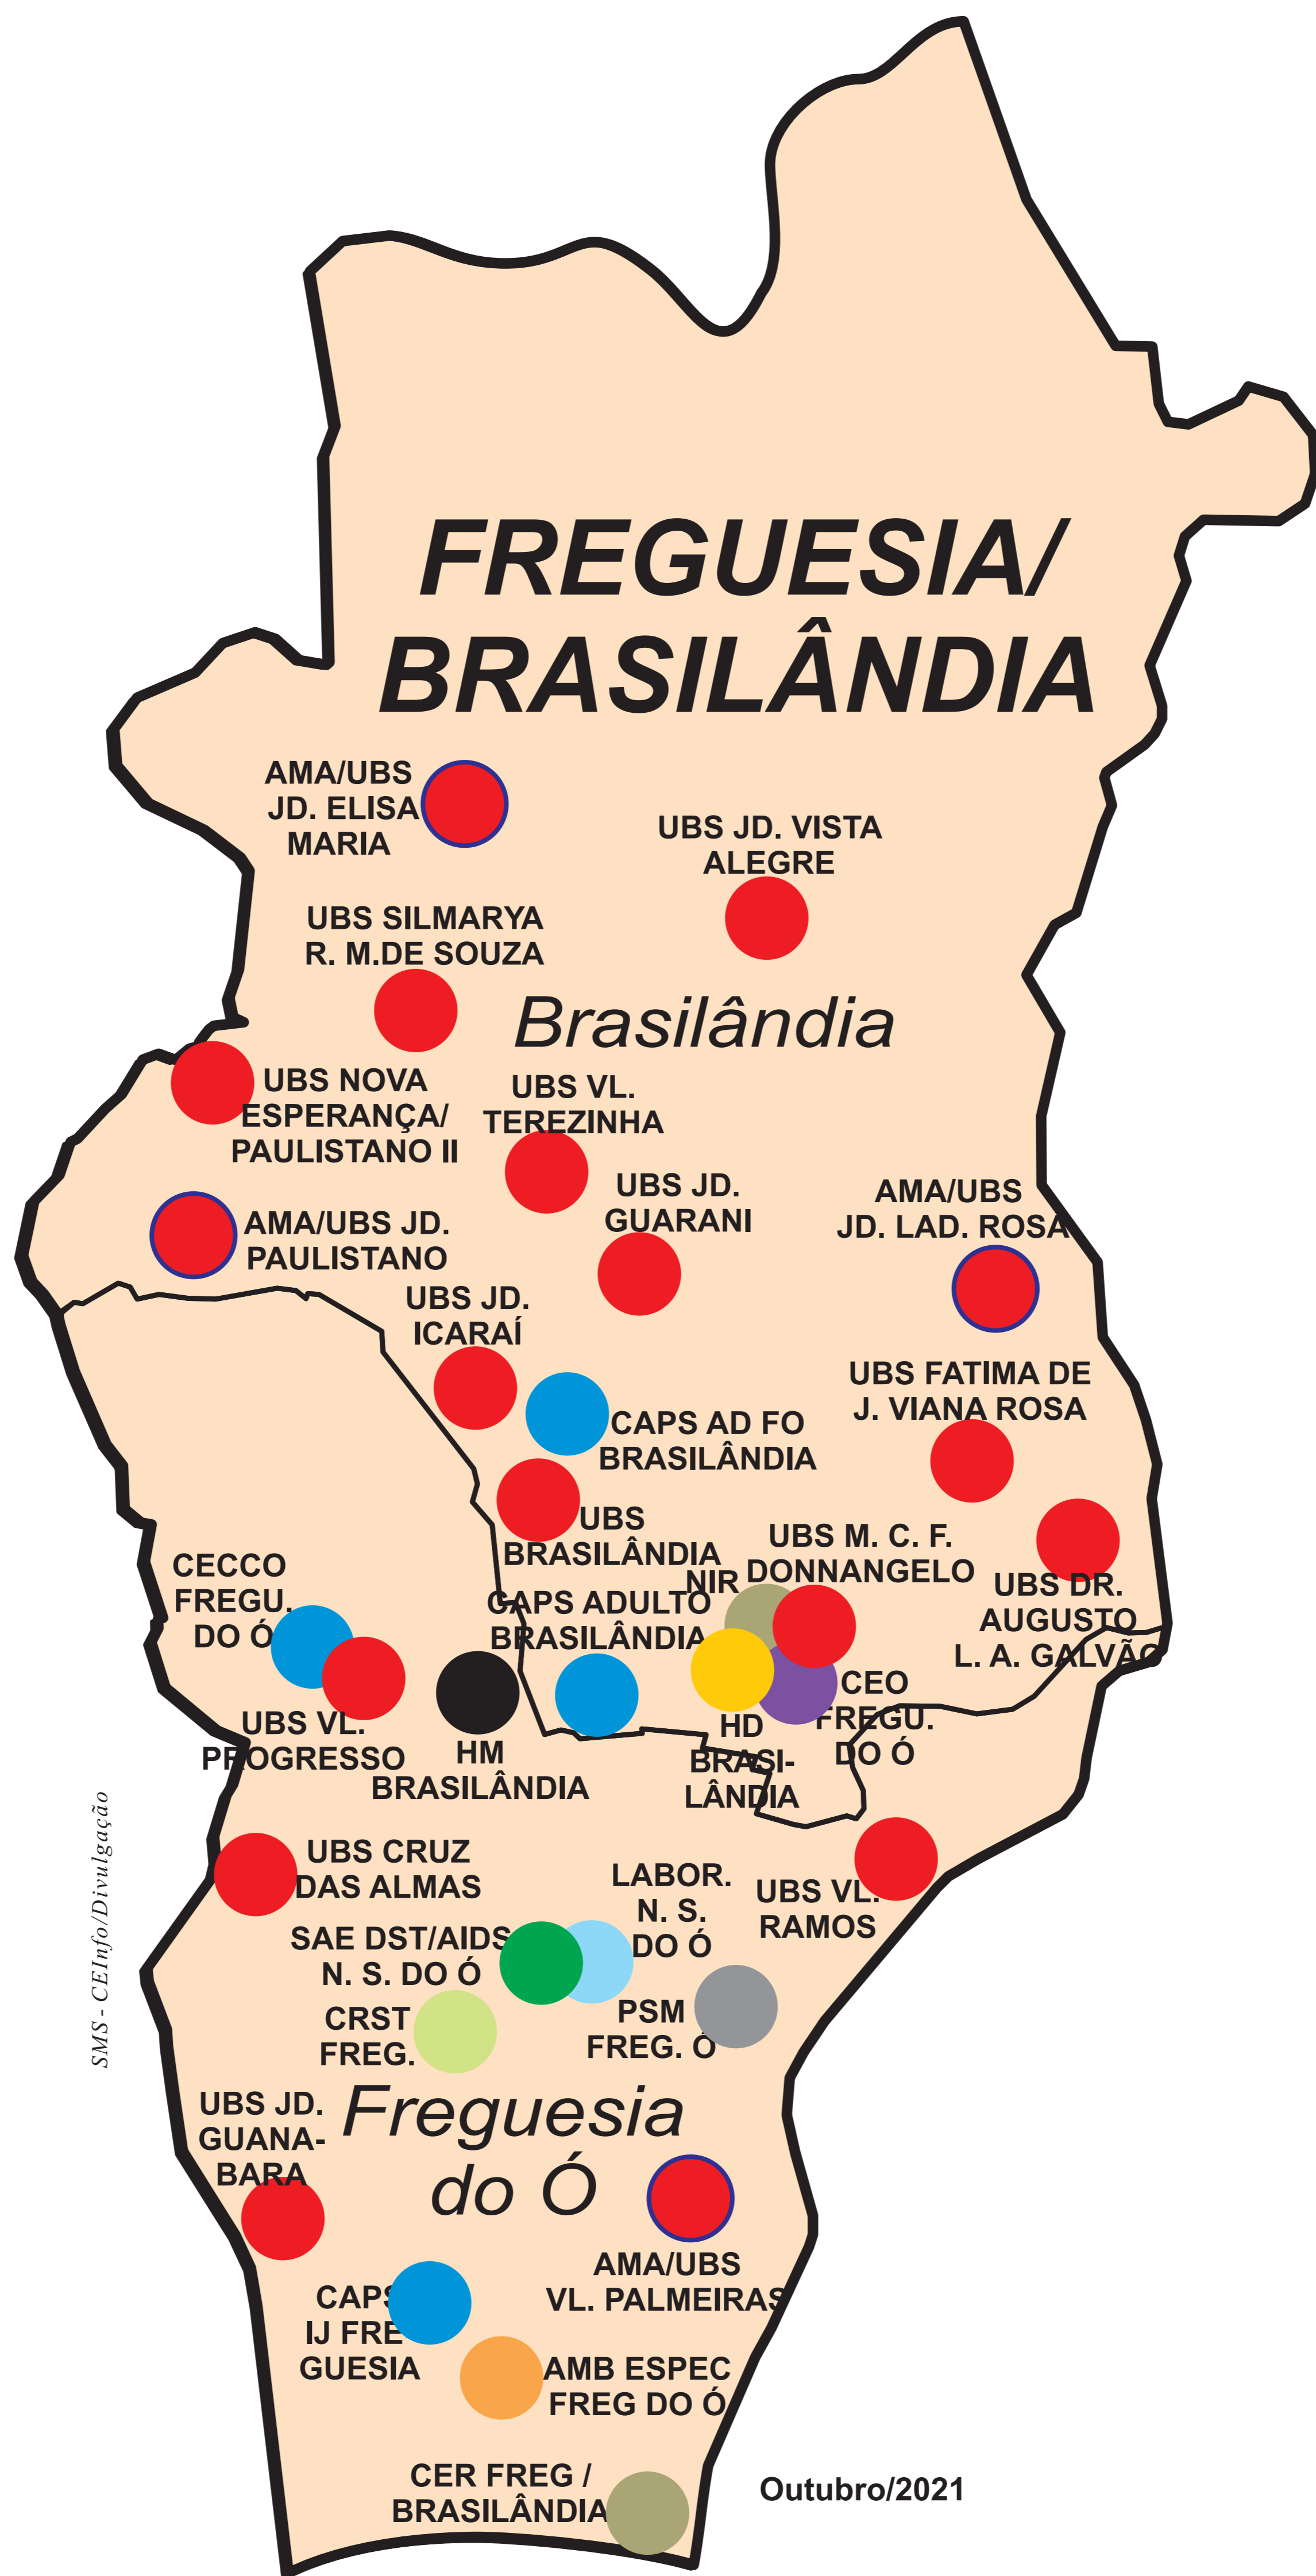 FREGUESIA/
BRASILÂNDIA
AMA/UBS
JD. ELISA
MARIA
UBS JD. VISTA
ALEGRE
UBS SILMARYA
R. M.DE SOUZA
Brasilândia
UBS NOVA
ESPERANÇA/
PAULISTANO II
UBS VL.
TEREZINHA
UBS JD.
GUARANI
AMA/UBS
JD. LAD. ROSA
AMA/UBS JD.
PAULISTANO
UBS JD.
ICARAÍ
UBS FATIMA DE
J. VIANA ROSA
CAPS AD FO
BRASILÂNDIA
UBS
BRASILÂNDIA
UBS M. C. F.
DONNANGELO
NIR
UBS DR.
AUGUSTO
L. A. GALVÃO
CECCO
FREGU.
DO Ó
CAPS ADULTO
BRASILÂNDIA
CEO
FREGU.
DO Ó
UBS VL.
PROGRESSO
HM
BRASILÂNDIA
HD
BRASI-
LÂNDIA
UBS CRUZ
DAS ALMAS
LABOR.
N. S.
DO Ó
UBS VL.
RAMOS
SAE DST/AIDS
N. S. DO Ó
CRST
FREG.
PSM
FREG. Ó
Freguesia
do Ó
UBS JD.
GUANA-
BARA
AMA/UBS
VL. PALMEIRAS
CAPS
IJ FRE
GUESIA
AMB ESPEC
FREG DO Ó
CER FREG /
BRASILÂNDIA
Outubro/2021
SMS - CEInfo/Divulgação